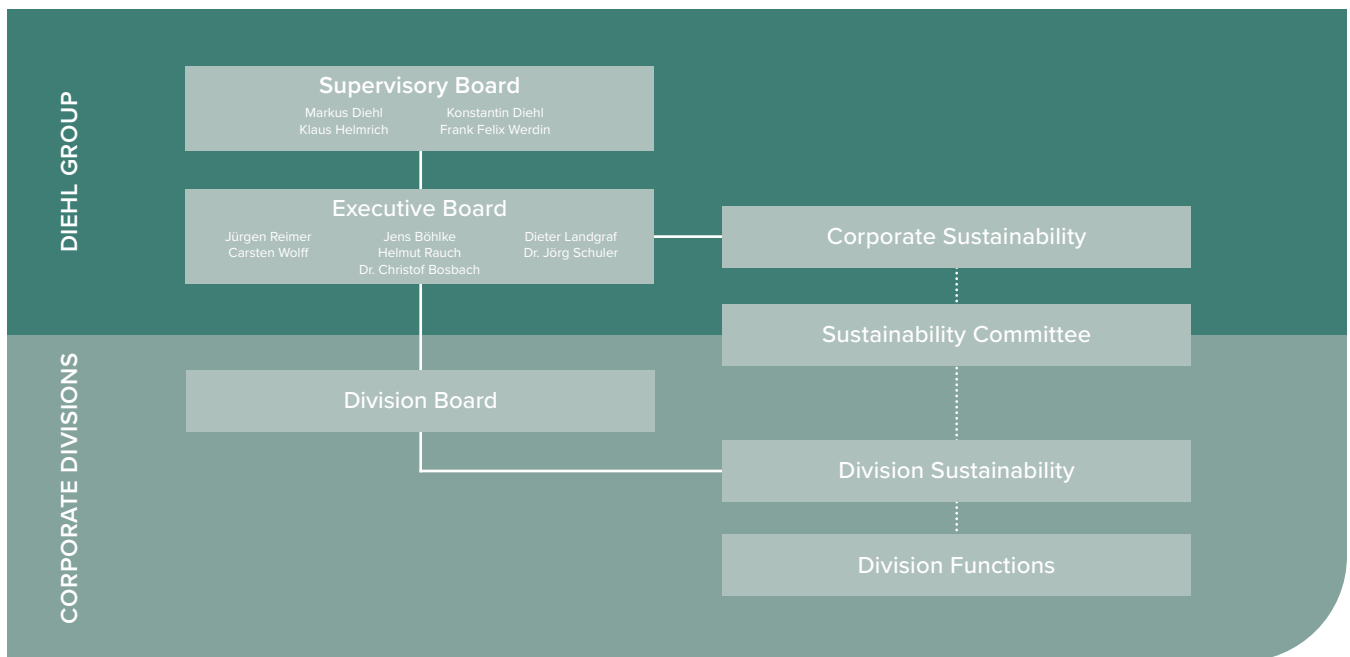 DIEHL GROUP
Supervisory Board
Markus Diehl Konstantin Diehl
Klaus Helmrich Frank Felix Werdin
Executive Board
Jürgen Reimer Jens Böhlke Dieter Landgraf
Carsten Wolff Helmut Rauch Dr. Jörg Schuler
Dr. Christof Bosbach
Corporate Sustainability
Sustainability Committee
CORPORATE DIVISIONS
Division Board
Division Sustainability
Division Functions